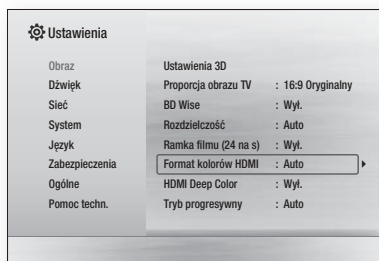 Ustawienia
Obraz
Dźwięk
Sieć
System
Język
Zabezpieczenia
Ogólne
Pomoc techn.
Ustawienia 3D
Proporcja obrazu TV : 16:9 Oryginalny
BD Wise : Wył.
Rozdzielczość : Auto
Ramka filmu (24 na s) : Wył.
Format kolorów HDMI : Auto
HDMI Deep Color : Wył.
Tryb progresywny : Auto